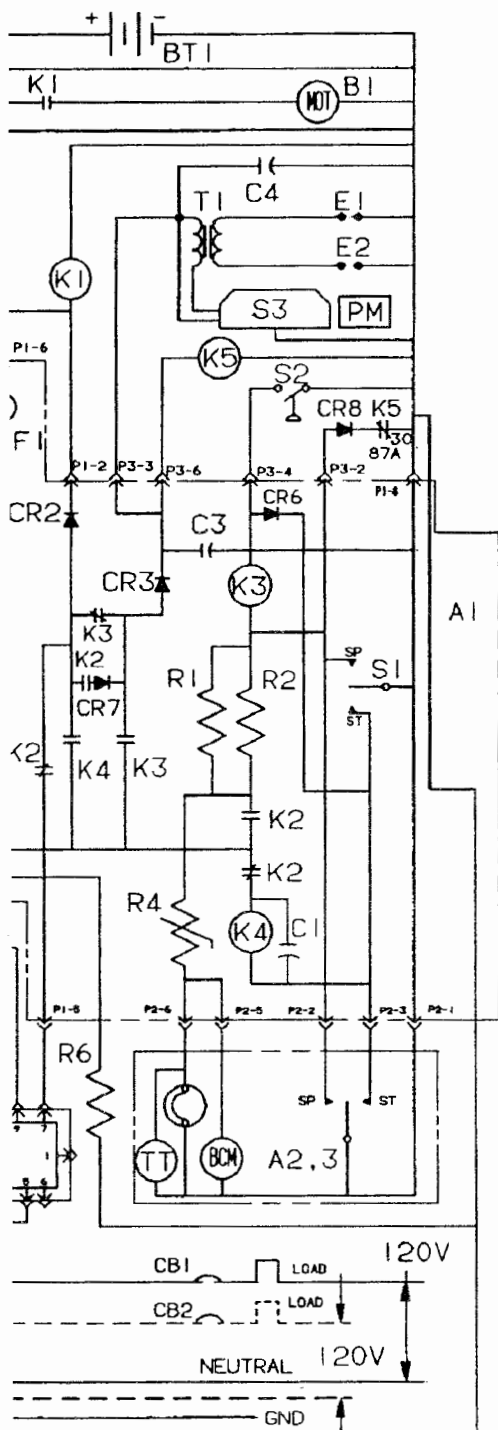 + -
BT1
K1
MOT
B1
C4
T1
E1
E2
K1
S3
PM
P1-6
K5
S2
CR8
K5
30
87A
F1
P1-2
P3-3
P3-6
P3-4
P3-2
P1-4
CR2
CR6
C3
CR3
K3
A1
K3
K2
CR7
R1
R2
SP
S1
ST
K2
K4
K3
K2
K2
R4
K4
C1
P1-5
P2-6
P2-5
P2-2
P2-3
P2-1
R6
SP
ST
TT
BCM
A2,3
1
5 6
120V
CB1
LOAD
CB2
LOAD
NEUTRAL
120V
GND